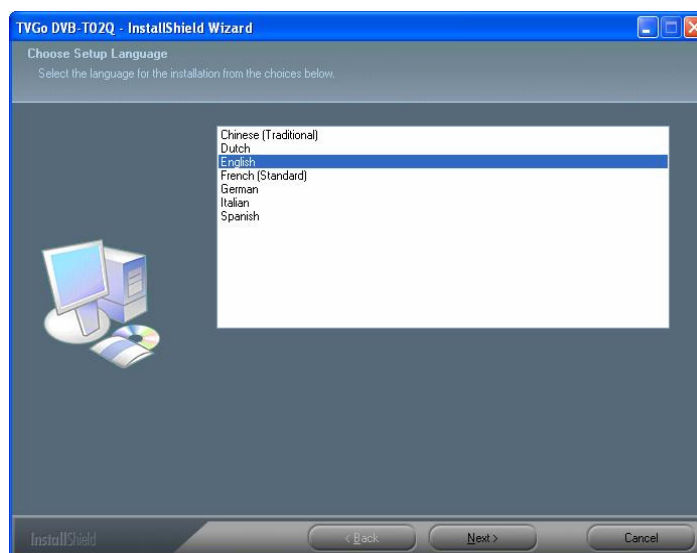 TVGo DVB-T02Q - InstallShield Wizard
Choose Setup Language
Select the language for the installation from the choices below.
Chinese (Traditional)
Dutch
English
French (Standard)
German
Italian
Spanish
InstallShield
< Back
Next >
Cancel